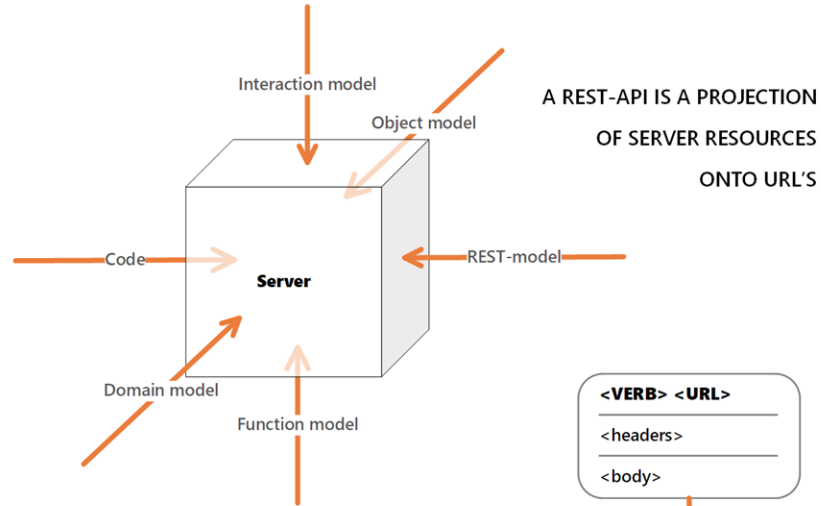 Interaction model
Object model
A REST-API IS A PROJECTION
OF SERVER RESOURCES
ONTO URL'S
Code
Server
REST-model
Domain model
Function model
<VERB> <URL>
<headers>
<body>